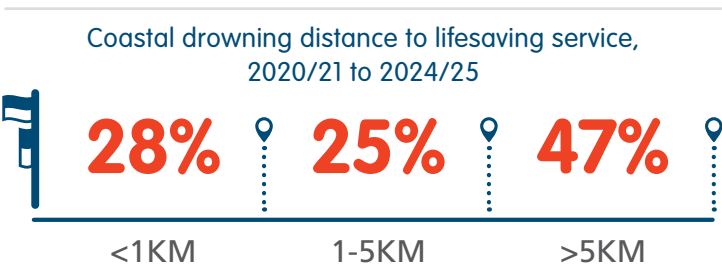 Coastal drowning distance to lifesaving service,
2020/21 to 2024/25
28% 25% 47%
<1KM 1-5KM >5KM